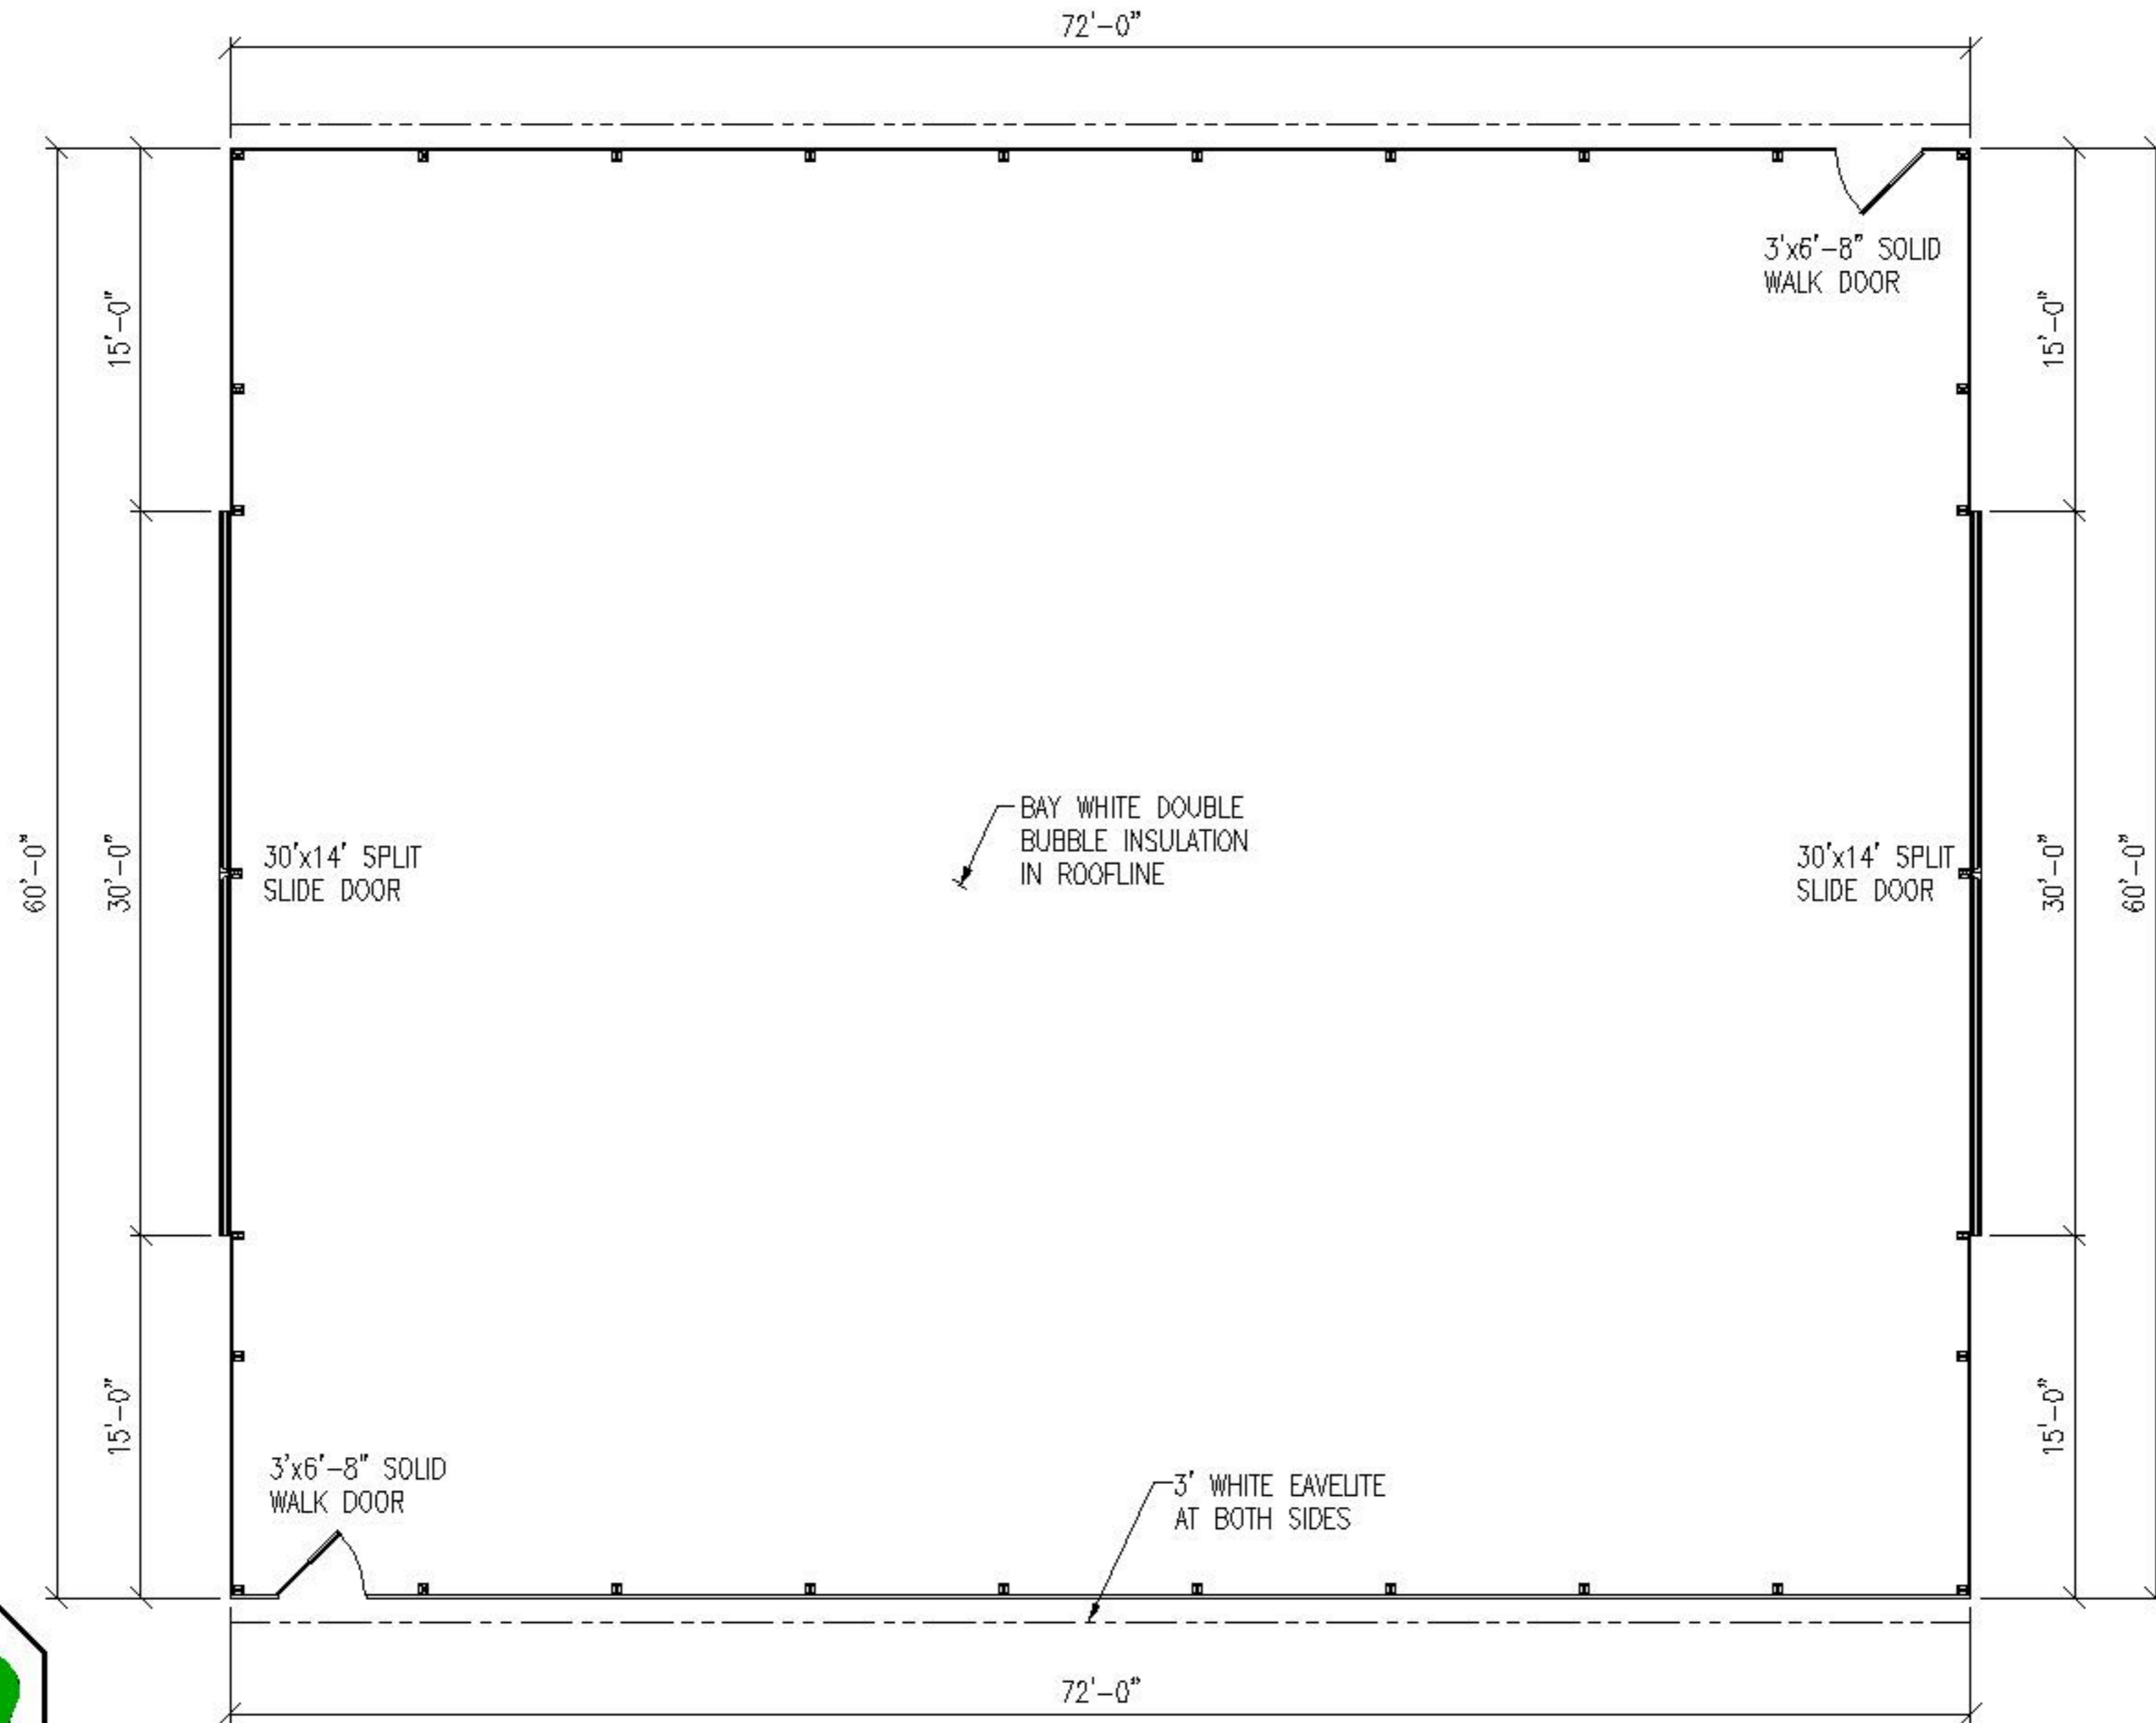 72'-0"
3'x6'-8" SOLID
WALK DOOR
15'-0"
15'-0"
BAY WHITE DOUBLE
BUBBLE INSULATION
IN ROOFLINE
60'-0"
30'-0"
30'x14' SPLIT
SLIDE DOOR
30'x14' SPLIT
SLIDE DOOR
30'-0"
60'-0"
15'-0"
15'-0"
3'x6'-8" SOLID
WALK DOOR
3' WHITE EAVELITE
AT BOTH SIDES
72'-0"